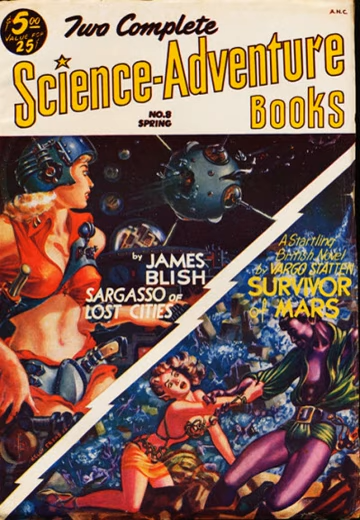 A.N.C.
$5.00
VALUE FOR
25¢
Two Complete
Science-Adventure
BOOKS
NO.8
SPRING
by JAMES
BLISH
SARGASSO OF
LOST CITIES
A Startling
British Novel
by VARGO STATTEN
SURVIVOR
of MARS